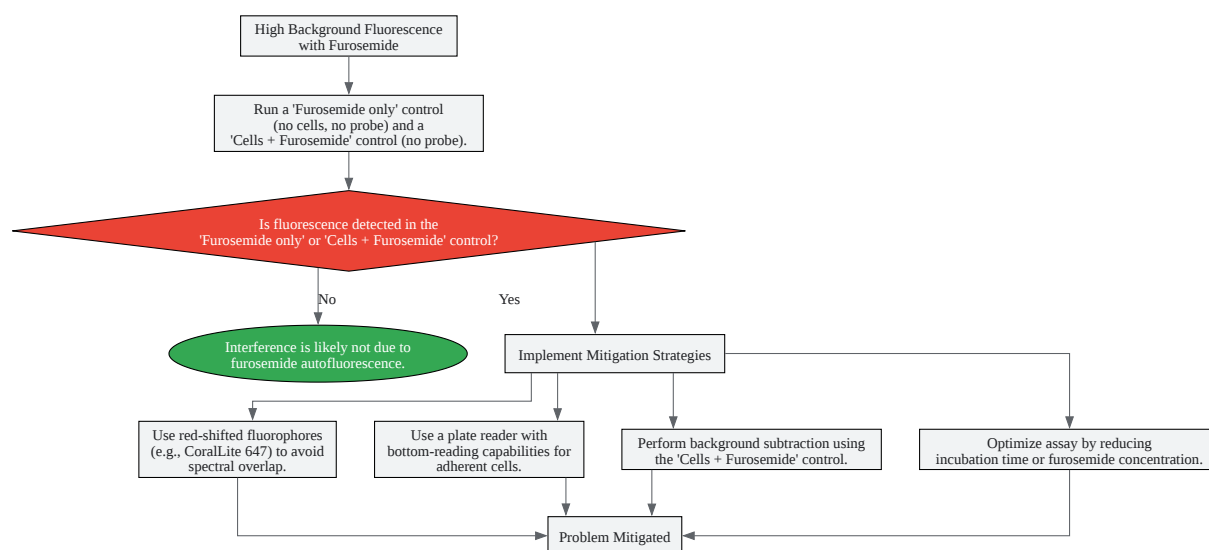 High Background Fluorescence
with Furosemide
Run a 'Furosemide only' control
(no cells, no probe) and a
'Cells + Furosemide' control (no probe).
Is fluorescence detected in the
'Furosemide only' or 'Cells + Furosemide' control?
No
Yes
Interference is likely not due to
furosemide autofluorescence.
Implement Mitigation Strategies
Use red-shifted fluorophores
(e.g., CoralLite 647) to avoid
spectral overlap.
Use a plate reader with
bottom-reading capabilities for
adherent cells.
Perform background subtraction using
the 'Cells + Furosemide' control.
Optimize assay by reducing
incubation time or furosemide concentration.
Problem Mitigated